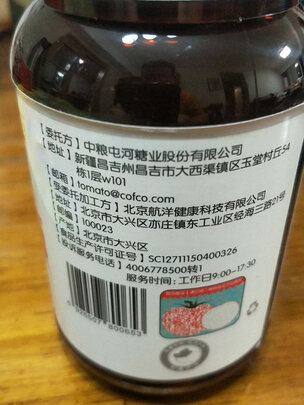 【委托方】中粮屯河糖业股份有限公司
【地址】新疆昌吉州昌吉市大西渠镇区玉堂村丘54
栋1层w101
【邮箱】tomato@cofco.com
【受委托加工方】北京航洋健康科技有限公司
【地址】北京市大兴区亦庄镇东工业区经海三路21号
【邮编】100023
【产地】北京市大兴区
【食品生产许可证号】SC12711150400326
【投诉服务电话】4006778500转1
服务时间:工作日9:00-17:30